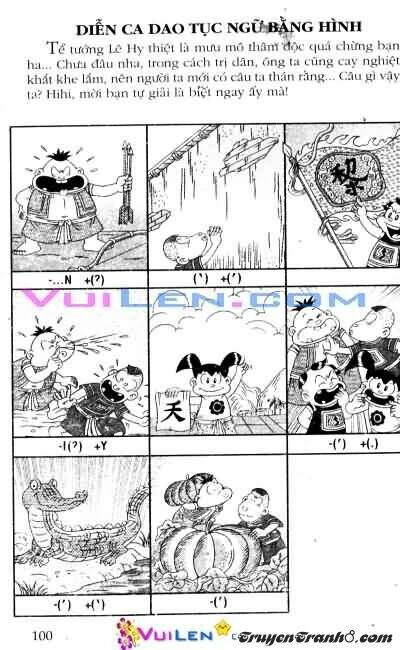 DIỄN CA DAO TỤC NGỮ BẰNG HÌNH
Tể tướng Lê Hy thiệt là mưu mô thâm độc quá chừng bạn
ha... Chưa đâu nha, trong cách trị dân, ông ta cũng cay nghiệt
khắt khe lắm, nên người ta mới có câu ta thán rằng... Câu gì vậy
ta? Hihi, mời bạn tự giải là biết ngay ấy mà!
-...N +(?)
(`) +(')
VUILEN.COM
-I(?) +Y
夭
-(') +(.)
-(') +(`)
-(')
100
VUILEN
TruyenTranh8.com